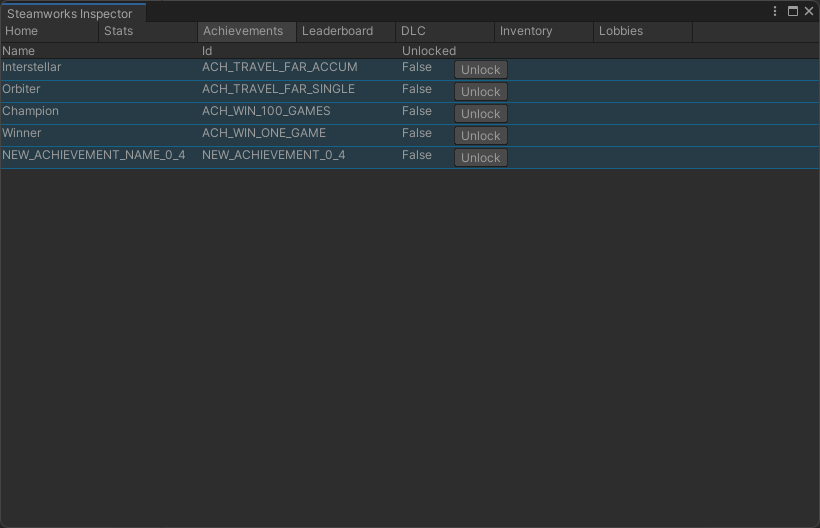 Steamworks Inspector
Home Stats Achievements Leaderboard DLC Inventory Lobbies
Name Id Unlocked
Interstellar ACH_TRAVEL_FAR_ACCUM False Unlock
Orbiter ACH_TRAVEL_FAR_SINGLE False Unlock
Champion ACH_WIN_100_GAMES False Unlock
Winner ACH_WIN_ONE_GAME False Unlock
NEW_ACHIEVEMENT_NAME_0_4 NEW_ACHIEVEMENT_0_4 False Unlock